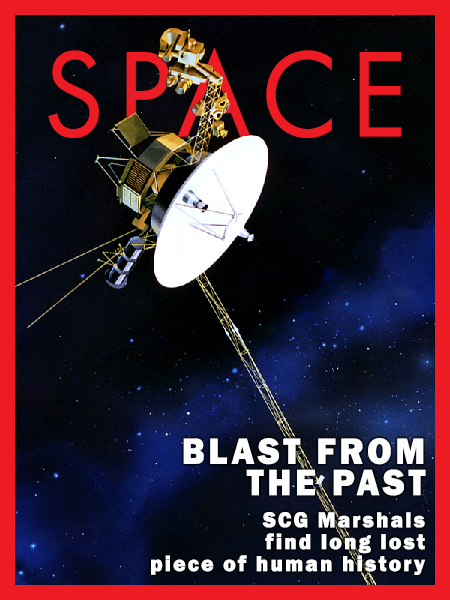 SPACE
BLAST FROM
THE PAST
SCG Marshals
find long lost
piece of human history